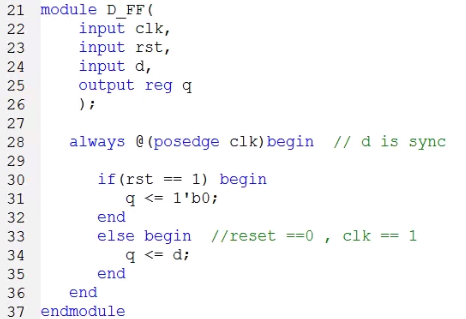 21 module D_FF(
22     input clk,
23     input rst,
24     input d,
25     output reg q
26     );
27
28    always @(posedge clk)begin  // d is sync
29
30       if(rst == 1) begin
31          q <= 1'b0;
32       end
33       else begin  //reset ==0 , clk == 1
34          q <= d;
35       end
36    end
37 endmodule